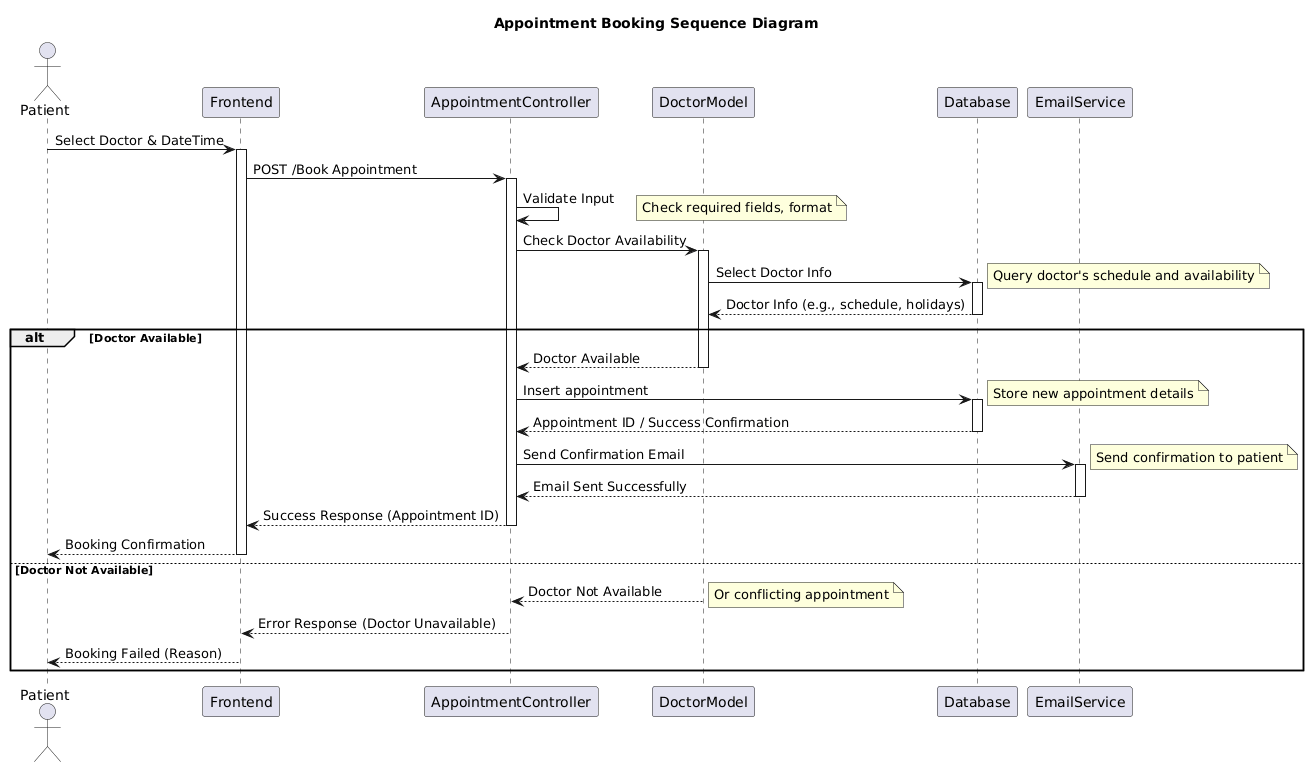 Appointment Booking Sequence Diagram
Patient
Frontend
AppointmentController
DoctorModel
Database
EmailService
Select Doctor & DateTime
POST /Book Appointment
Validate Input
Check required fields, format
Check Doctor Availability
Select Doctor Info
Query doctor's schedule and availability
Doctor Info (e.g., schedule, holidays)
alt
[Doctor Available]
Doctor Available
Insert appointment
Store new appointment details
Appointment ID / Success Confirmation
Send Confirmation Email
Send confirmation to patient
Email Sent Successfully
Success Response (Appointment ID)
Booking Confirmation
[Doctor Not Available]
Doctor Not Available
Or conflicting appointment
Error Response (Doctor Unavailable)
Booking Failed (Reason)
Patient
Frontend
AppointmentController
DoctorModel
Database
EmailService